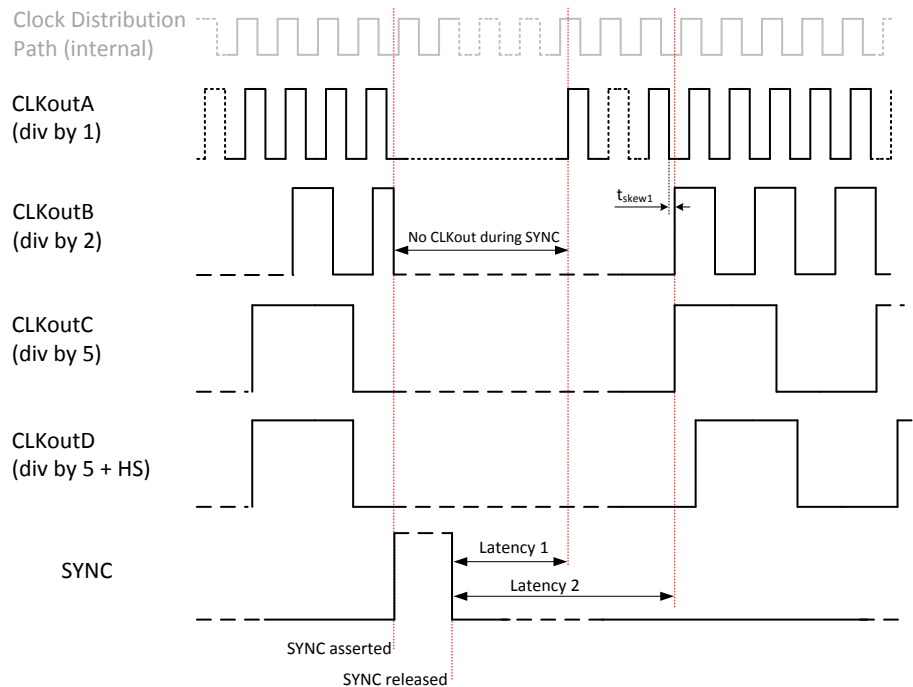 Clock Distribution
Path (internal)
CLKoutA
(div by 1)
CLKoutB
(div by 2)
tskew1
No CLKout during SYNC
CLKoutC
(div by 5)
CLKoutD
(div by 5 + HS)
SYNC
Latency 1
Latency 2
SYNC asserted
SYNC released